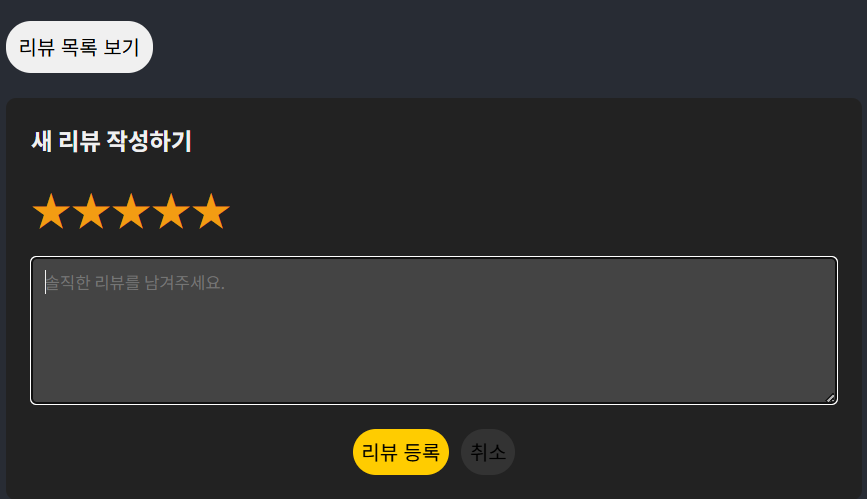 리뷰 목록 보기
새 리뷰 작성하기
★★★★★
솔직한 리뷰를 남겨주세요.
리뷰 등록 취소